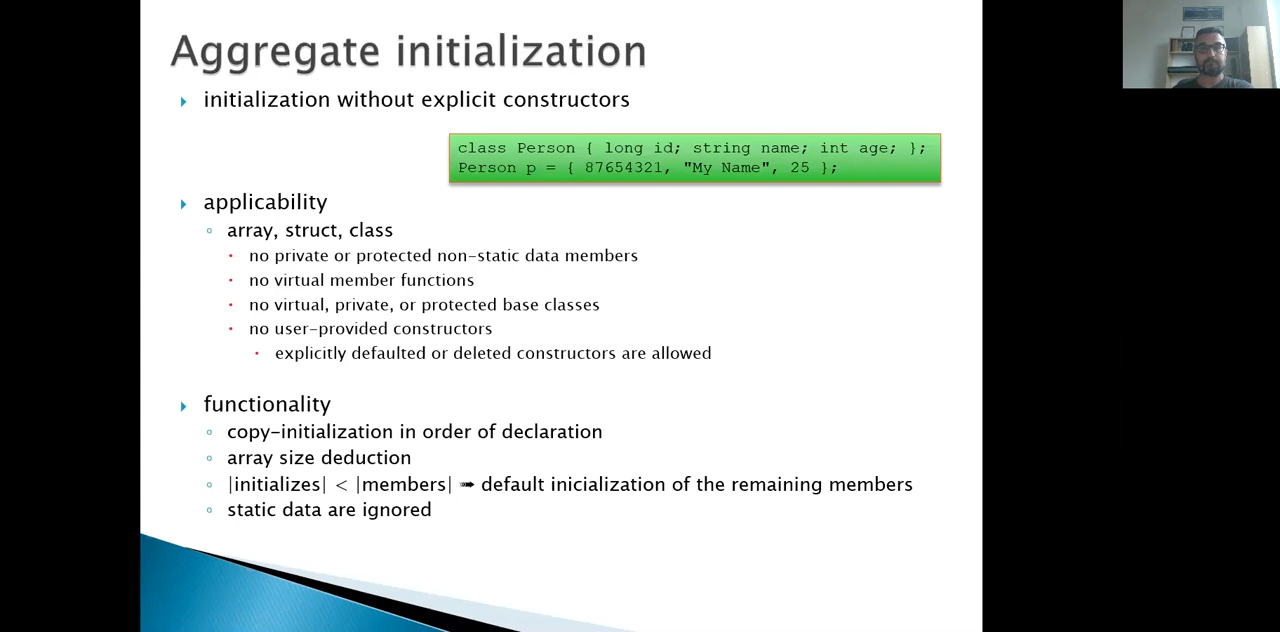 Aggregate initialization
initialization without explicit constructors
class Person { long id; string name; int age; };
Person p = { 87654321, "My Name", 25 };
applicability
array, struct, class
no private or protected non-static data members
no virtual member functions
no virtual, private, or protected base classes
no user-provided constructors
explicitly defaulted or deleted constructors are allowed
functionality
copy-initialization in order of declaration
array size deduction
|initializes| < |members| ➠ default inicialization of the remaining members
static data are ignored